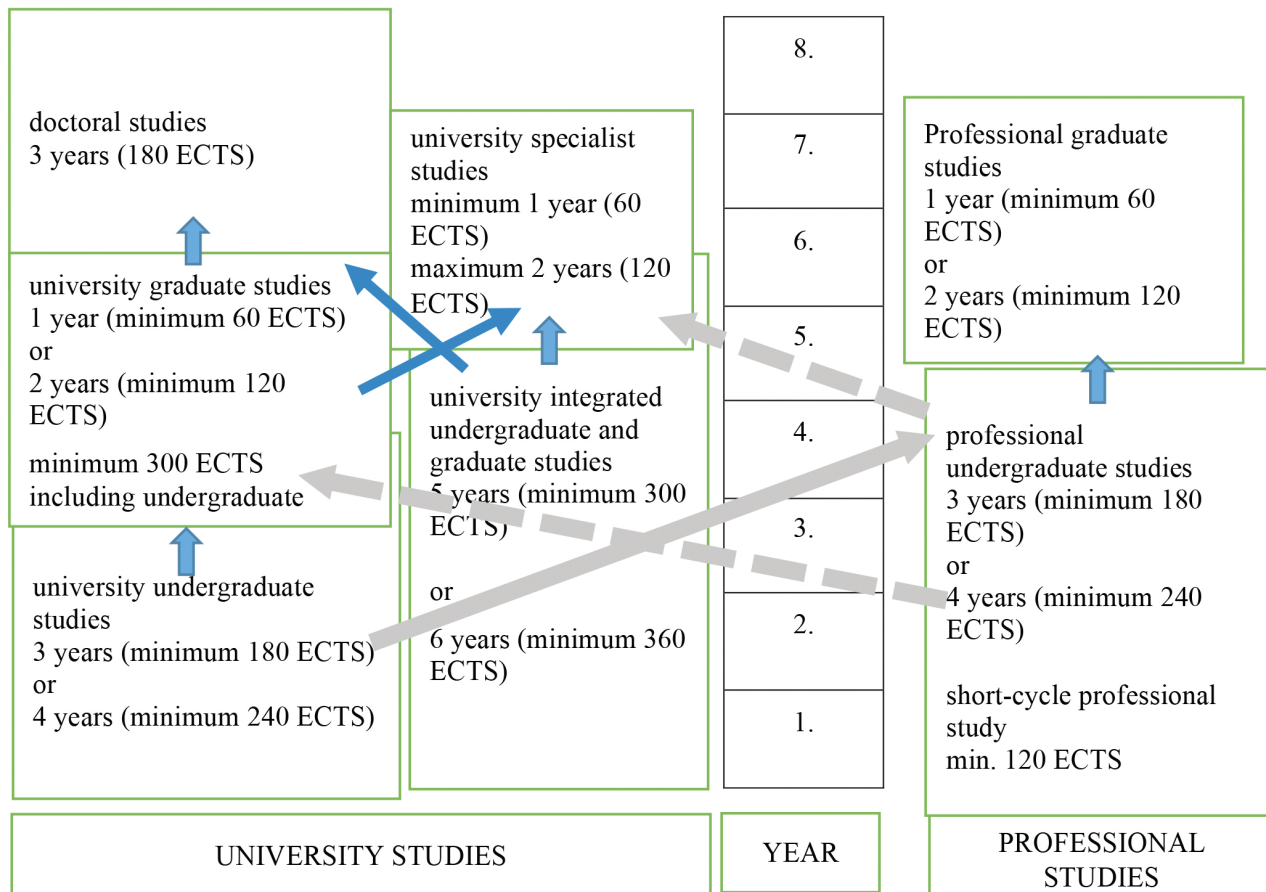 doctoral studies
3 years (180 ECTS)
university graduate studies
1 year (minimum 60 ECTS)
or
2 years (minimum 120
ECTS)
minimum 300 ECTS
including undergraduate
university undergraduate
studies
3 years (minimum 180 ECTS)
or
4 years (minimum 240 ECTS)
university specialist
studies
minimum 1 year (60
ECTS)
maximum 2 years (120
ECTS)
university integrated
undergraduate and
graduate studies
5 years (minimum 300
ECTS)
or
6 years (minimum 360
ECTS)
8.
7.
6.
5.
4.
3.
2.
1.
Professional graduate
studies
1 year (minimum 60
ECTS)
or
2 years (minimum 120
ECTS)
professional
undergraduate studies
3 years (minimum 180
ECTS)
or
4 years (minimum 240
ECTS)
short-cycle professional
study
min. 120 ECTS
UNIVERSITY STUDIES
YEAR
PROFESSIONAL
STUDIES